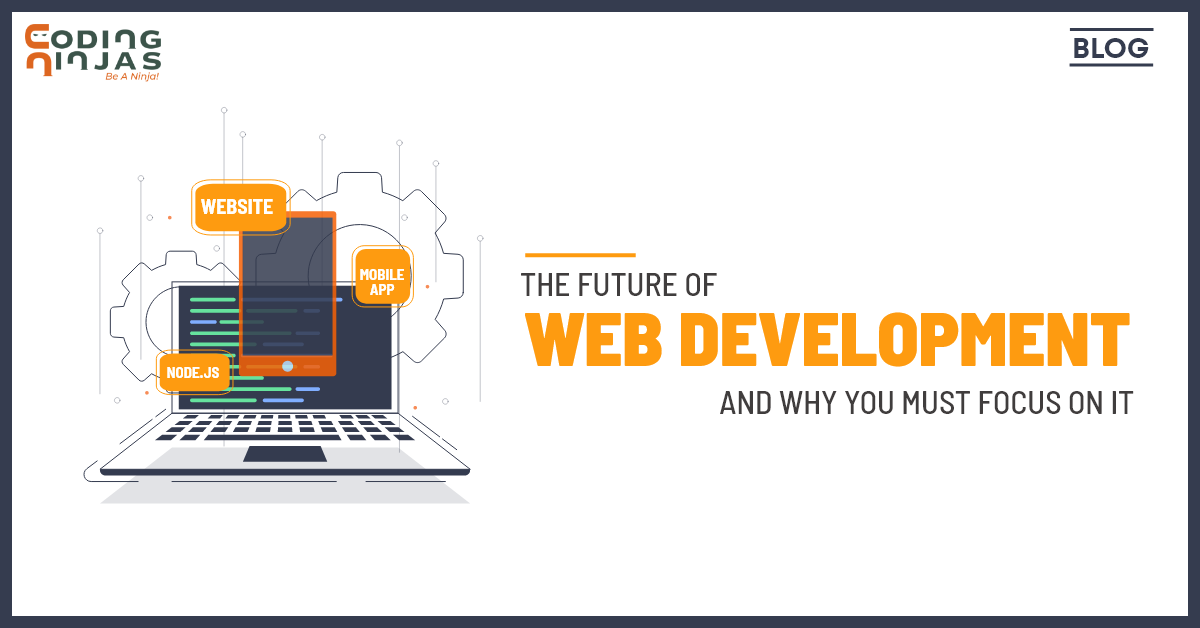 CODING
NINJAS
Be A Ninja!
BLOG
WEBSITE
MOBILE
APP
NODE.JS
THE FUTURE OF
WEB DEVELOPMENT
AND WHY YOU MUST FOCUS ON IT